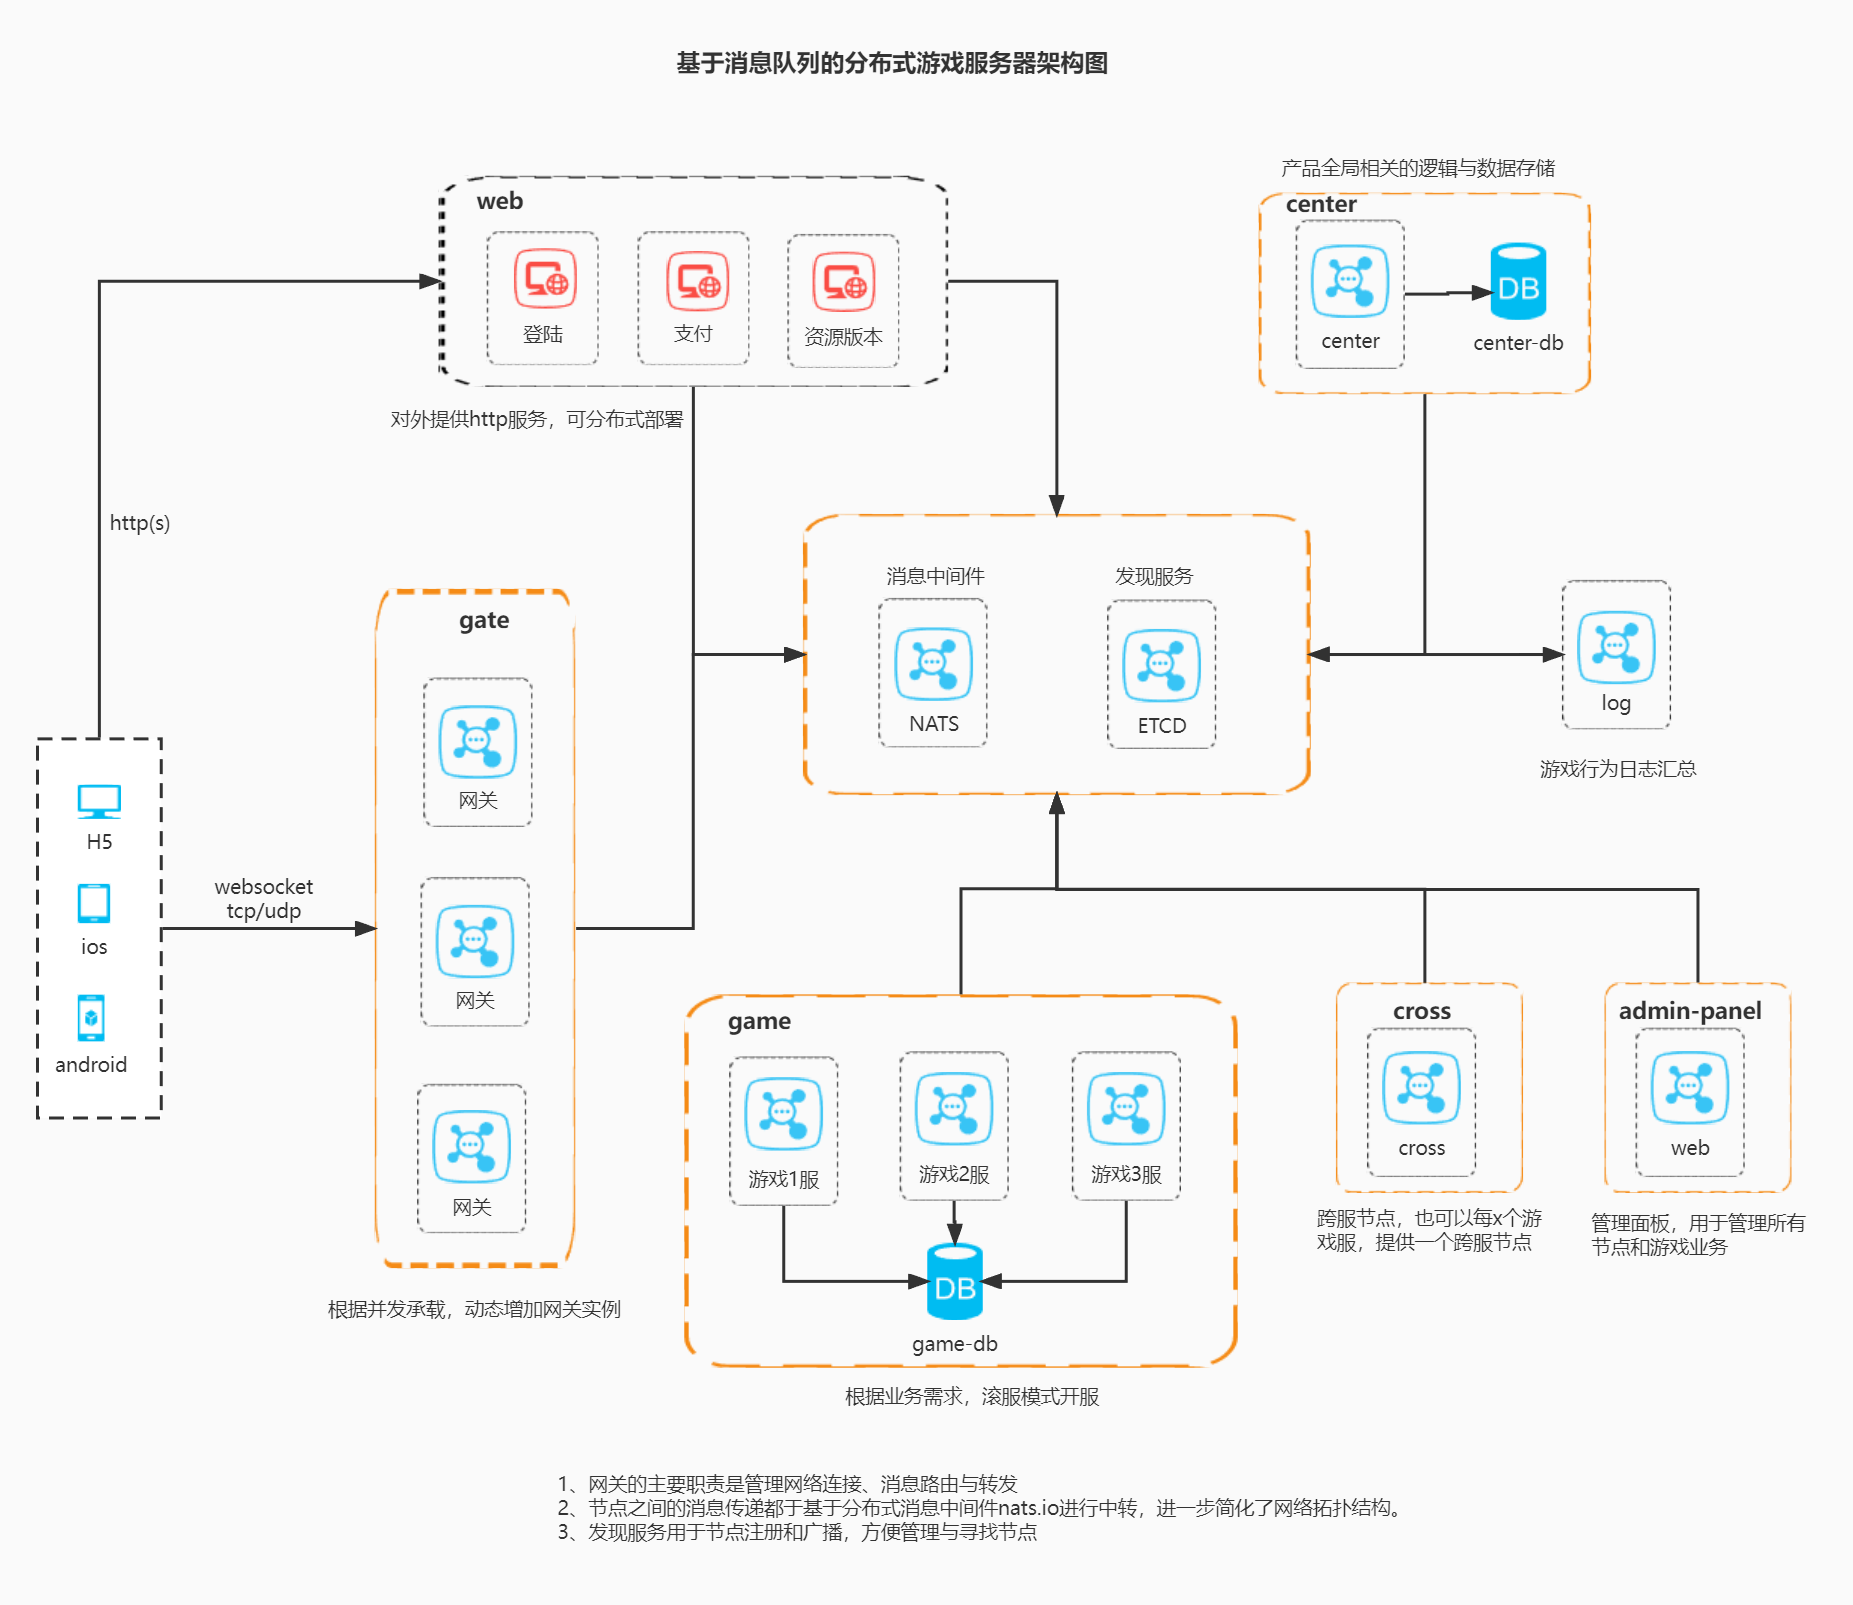 基于消息队列的分布式游戏服务器架构图
产品全局相关的逻辑与数据存储
web
登陆
支付
资源版本
对外提供http服务，可分布式部署
center
center
DB
center-db
http(s)
消息中间件
NATS
发现服务
ETCD
log
游戏行为日志汇总
gate
网关
网关
网关
根据并发承载，动态增加网关实例
H5
ios
android
websocket
tcp/udp
game
游戏1服
游戏2服
游戏3服
DB
game-db
根据业务需求，滚服模式开服
cross
cross
跨服节点，也可以每x个游
戏服，提供一个跨服节点
admin-panel
web
管理面板，用于管理所有
节点和游戏业务
1、网关的主要职责是管理网络连接、消息路由与转发
2、节点之间的消息传递都于基于分布式消息中间件nats.io进行中转，进一步简化了网络拓扑结构。
3、发现服务用于节点注册和广播，方便管理与寻找节点